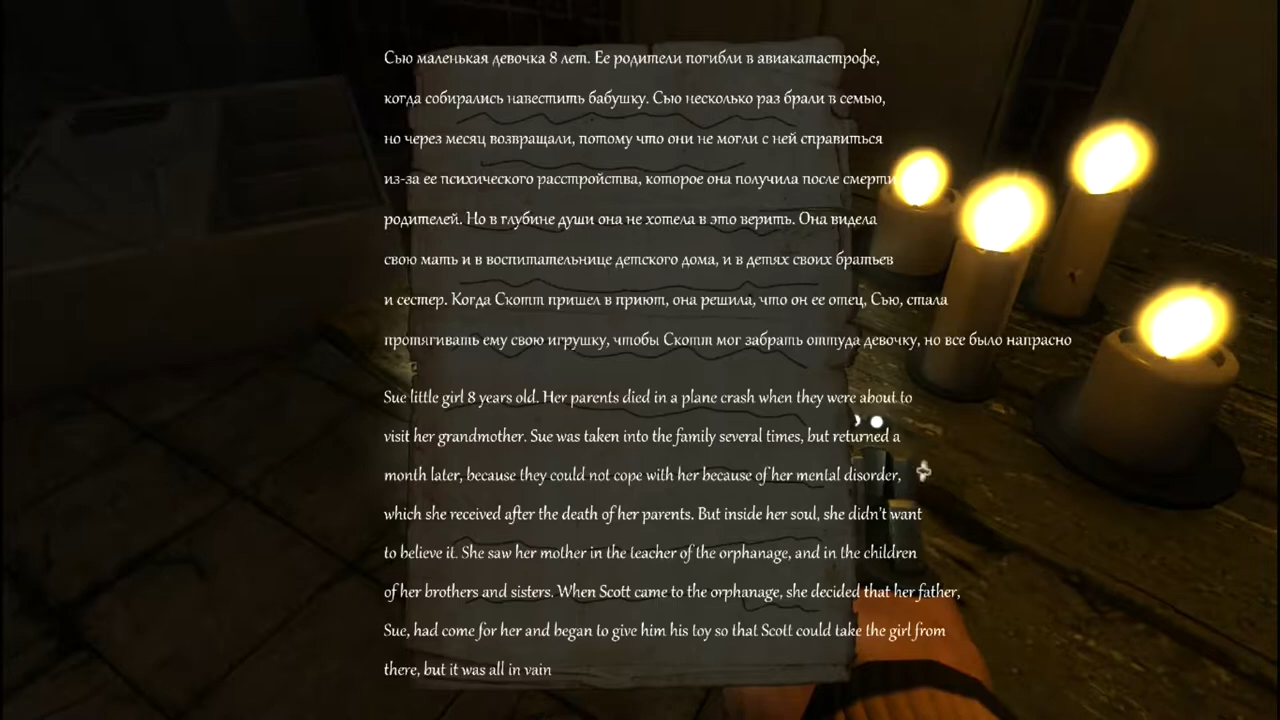 Сью маленькая девочка 8 лет. Ее родители погибли в авиакатастрофе,
когда собирались навестить бабушку. Сью несколько раз брали в семью,
но через месяц возвращали, потому что они не могли с ней справиться
из-за ее психического расстройства, которое она получила после смерти
родителей. Но в глубине души она не хотела в это верить. Она видела
свою мать и в воспитательнице детского дома, и в детях своих братьев
и сестер. Когда Скотт пришел в приют, она решила, что он ее отец, Сью, стала
протягивать ему свою игрушку, чтобы Скотт мог забрать оттуда девочку, но все было напрасно
Sue little girl 8 years old. Her parents died in a plane crash when they were about to
visit her grandmother. Sue was taken into the family several times, but returned a
month later, because they could not cope with her because of her mental disorder,
which she received after the death of her parents. But inside her soul, she didn't want
to believe it. She saw her mother in the teacher of the orphanage, and in the children
of her brothers and sisters. When Scott came to the orphanage, she decided that her father,
Sue, had come for her and began to give him his toy so that Scott could take the girl from
there, but it was all in vain